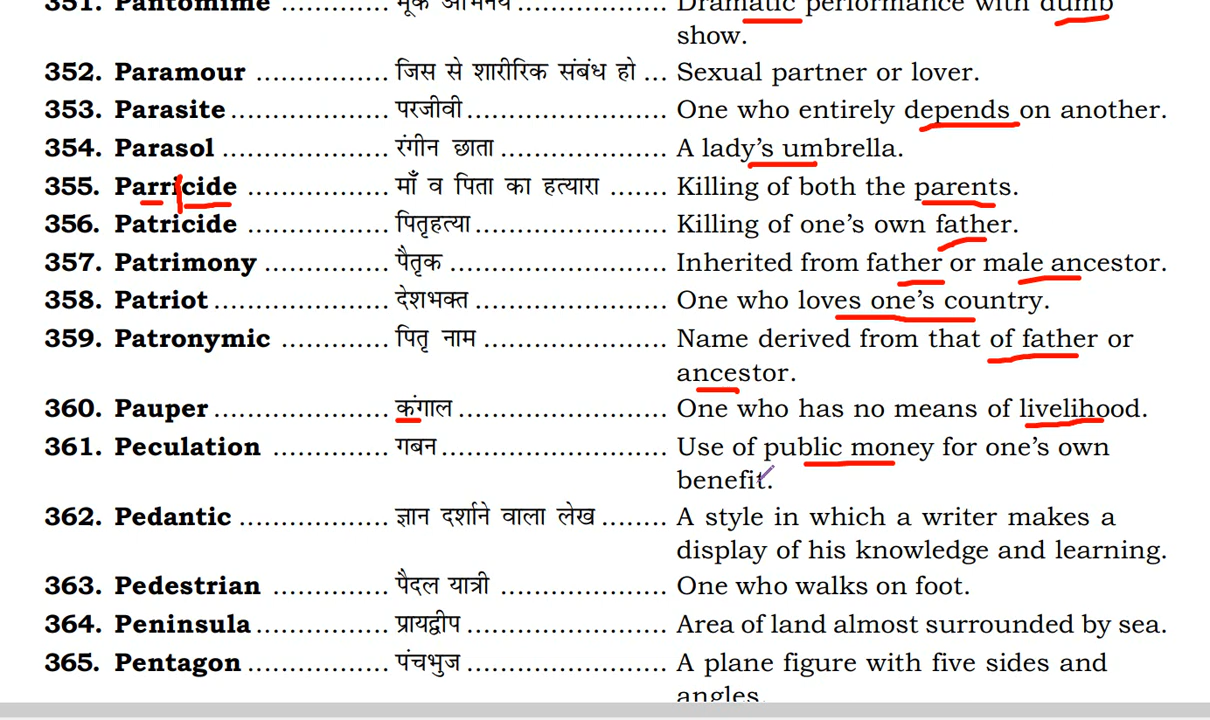 351. Pantomime ............. मूक अभिनय .................... Dramatic performance with dumb
show.
352. Paramour ................ जिस से शारीरिक संबंध हो ... Sexual partner or lover.
353. Parasite ................... परजीवी ........................... One who entirely depends on another.
354. Parasol .................... रंगीन छाता ...................... A lady's umbrella.
355. Parricide ................. माँ व पिता का हत्यारा ....... Killing of both the parents.
356. Patricide ................. पितृहत्या .......................... Killing of one's own father.
357. Patrimony ............... पैतृक .............................. Inherited from father or male ancestor.
358. Patriot ..................... देशभक्त .......................... One who loves one's country.
359. Patronymic ............. पितृ नाम ......................... Name derived from that of father or
ancestor.
360. Pauper ..................... कंगाल ............................. One who has no means of livelihood.
361. Peculation .............. गबन ............................... Use of public money for one's own
benefit.
362. Pedantic .................. ज्ञान दर्शाने वाला लेख ........ A style in which a writer makes a
display of his knowledge and learning.
363. Pedestrian .............. पैदल यात्री ....................... One who walks on foot.
364. Peninsula ................ प्रायद्वीप ........................... Area of land almost surrounded by sea.
365. Pentagon ................. पंचभुज ........................... A plane figure with five sides and
angles.